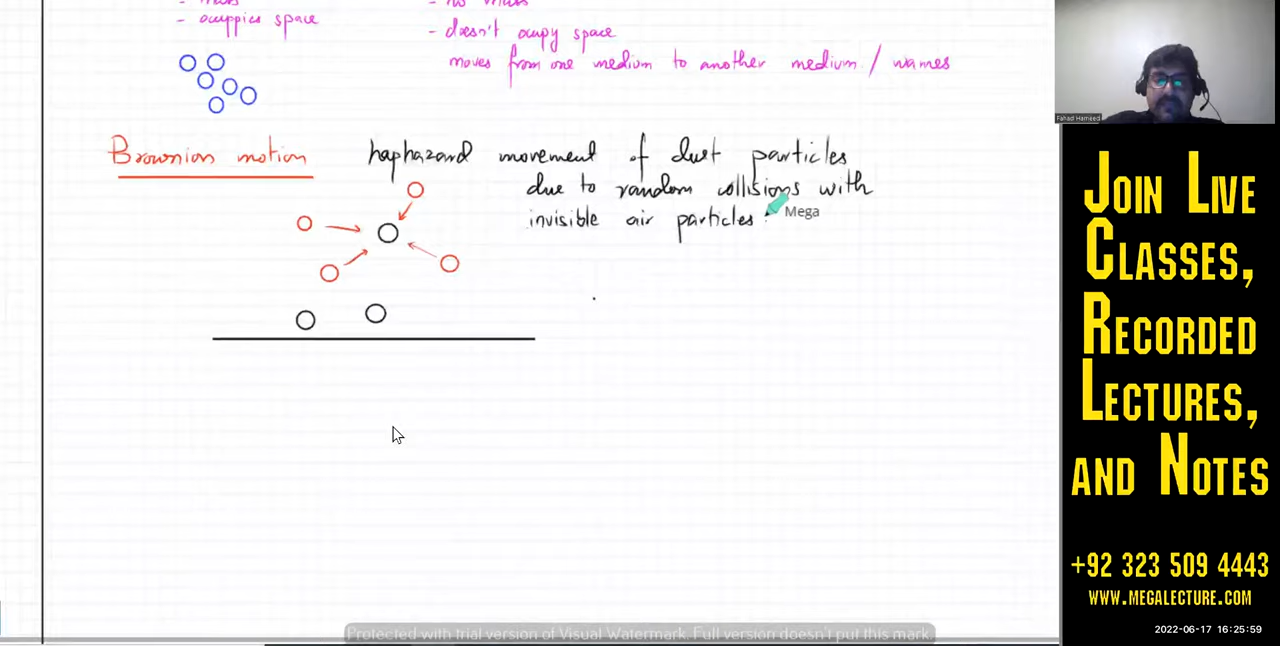 - occupies space
- no mass
- doesn't occupy space
moves from one medium to another medium / names
Brownian motion
haphazard movement of dust particles
due to random collisions with
invisible air particles.
Mega
Fahad Hameed
JOIN LIVE
CLASSES,
RECORDED
LECTURES,
AND NOTES
+92 323 509 4443
WWW.MEGALECTURE.COM
2022-06-17 16:25:59
Protected with trial version of Visual Watermark. Full version doesn't put this mark.